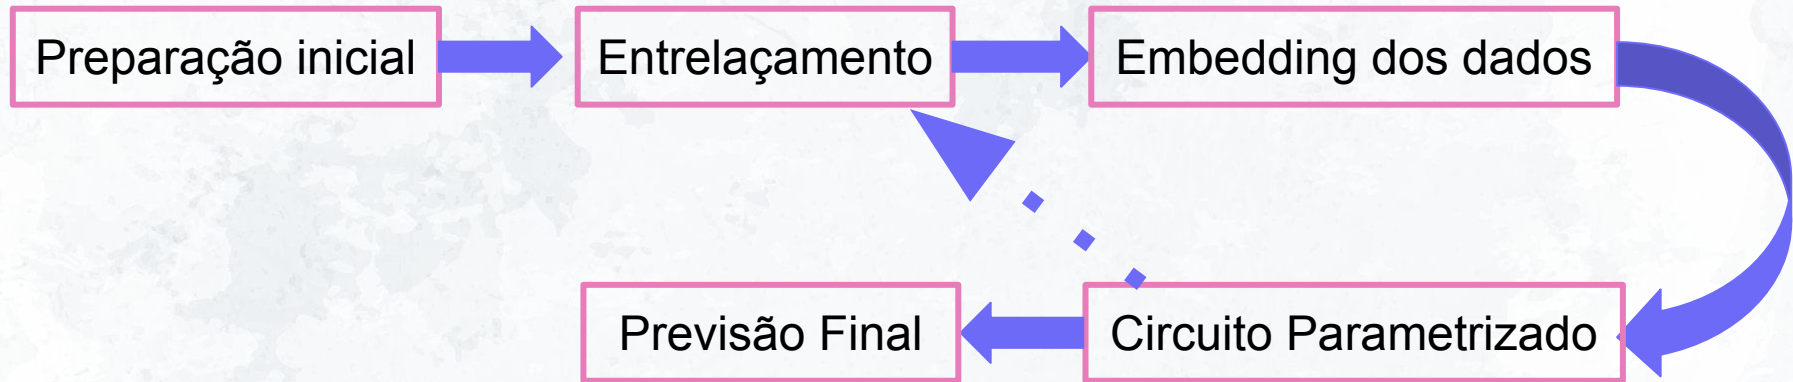 Preparação inicial
Entrelaçamento
Embedding dos dados
Previsão Final
Circuito Parametrizado